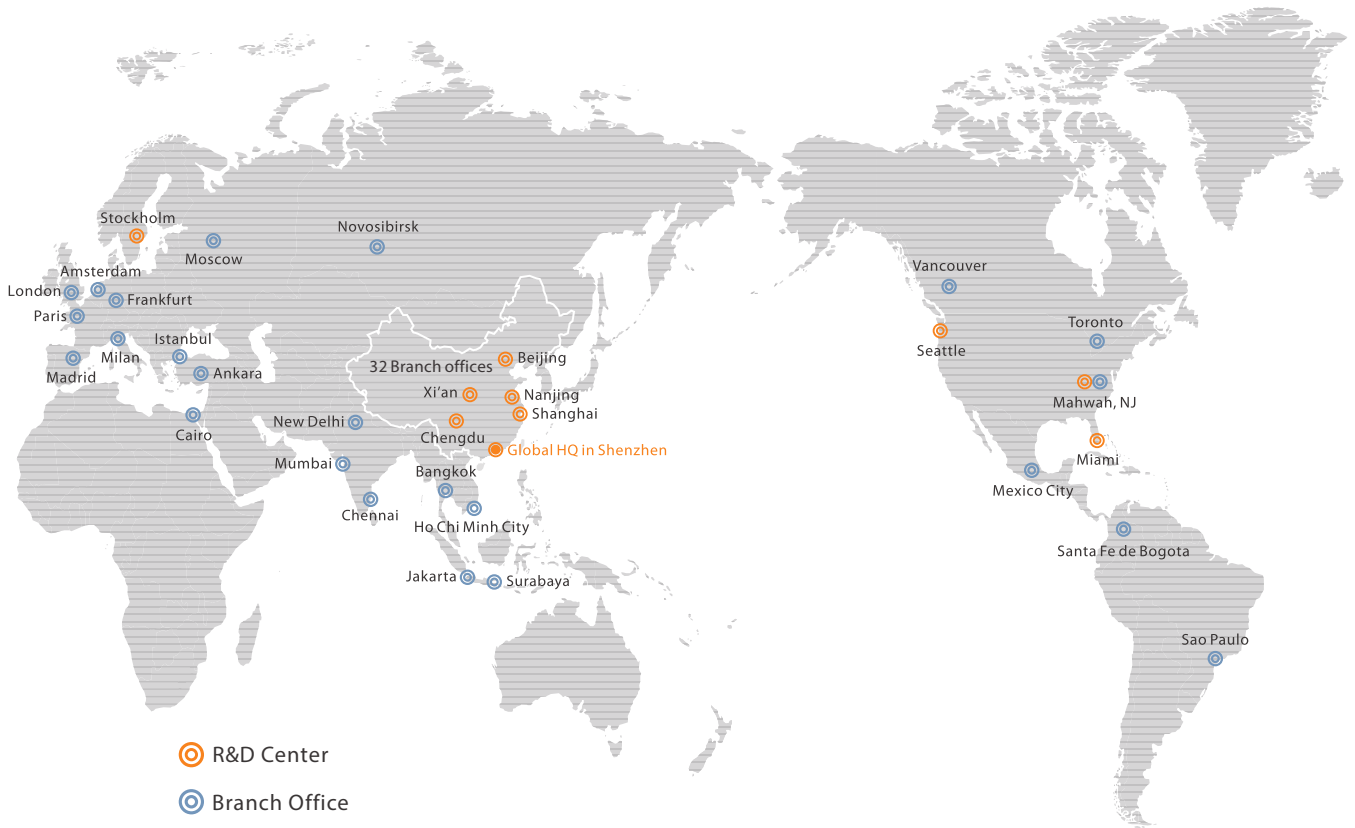 Stockholm
Novosibirsk
Moscow
Amsterdam
London
Frankfurt
Paris
Istanbul
Milan
Madrid
Ankara
Cairo
32 Branch offices
Beijing
Xi'an
Nanjing
Shanghai
New Delhi
Chengdu
Global HQ in Shenzhen
Mumbai
Bangkok
Chennai
Ho Chi Minh City
Jakarta
Surabaya
Vancouver
Toronto
Seattle
Mahwah, NJ
Miami
Mexico City
Santa Fe de Bogota
Sao Paulo
R&D Center
Branch Office